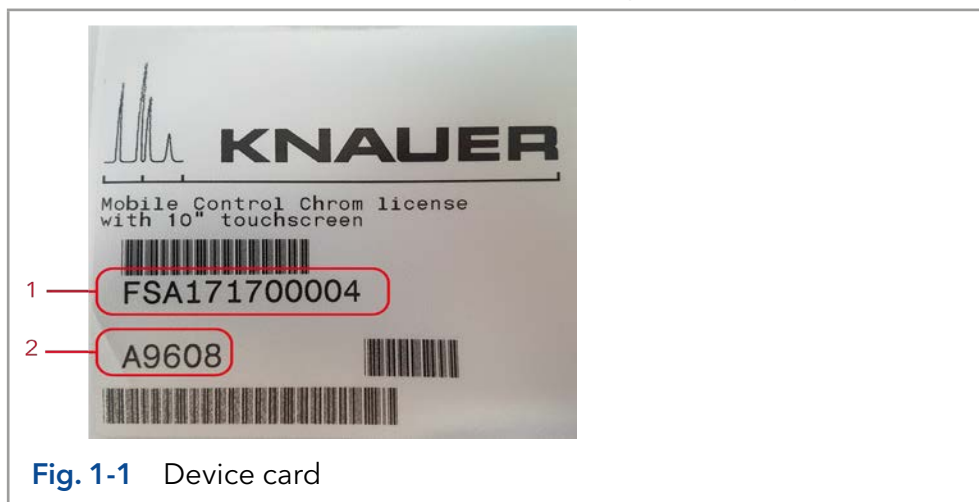 KNAUER
Mobile Control Chrom license
with 10" touchscreen
1 FSA171700004
2 A9608
Fig. 1-1 Device card